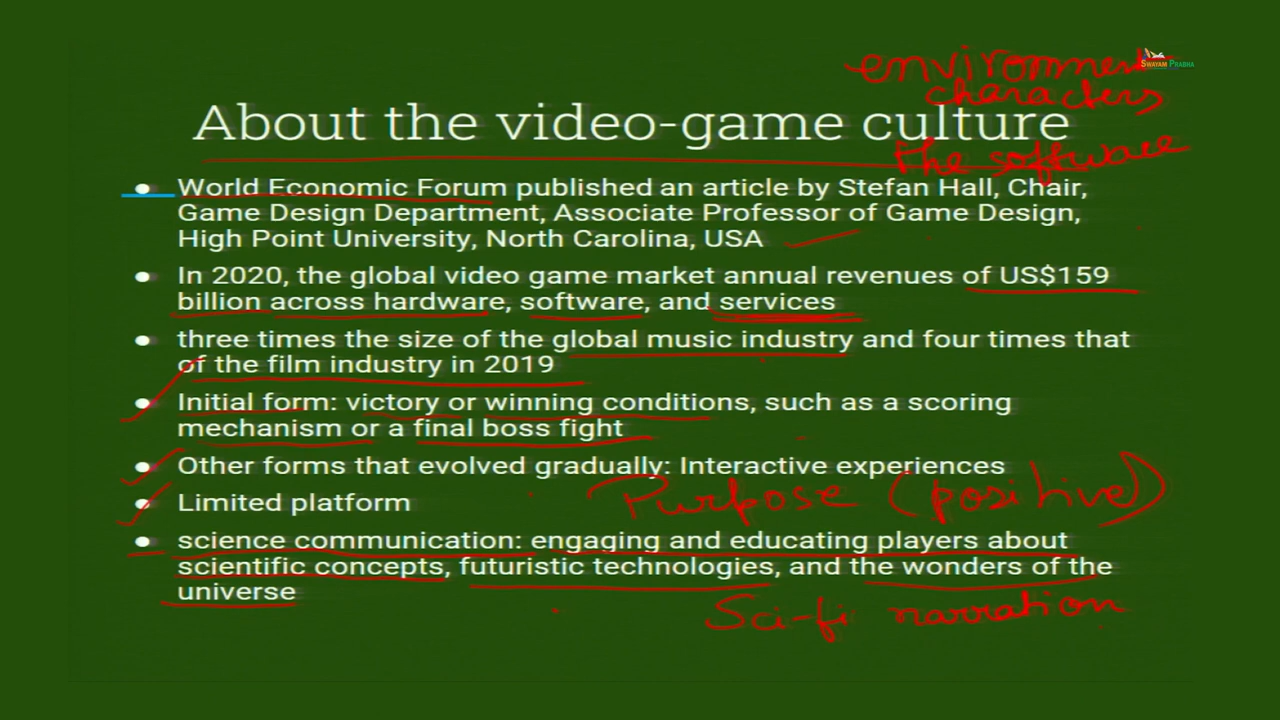 environment
SWAYAM PRABHA
characters
About the video-game culture
the software
● World Economic Forum published an article by Stefan Hall, Chair,
Game Design Department, Associate Professor of Game Design,
High Point University, North Carolina, USA
● In 2020, the global video game market annual revenues of US$159
billion across hardware, software, and services
● three times the size of the global music industry and four times that
of the film industry in 2019
● Initial form: victory or winning conditions, such as a scoring
mechanism or a final boss fight
● Other forms that evolved gradually: Interactive experiences
Purpose (positive)
● Limited platform
● science communication: engaging and educating players about
scientific concepts, futuristic technologies, and the wonders of the
universe
Sci-fi narration